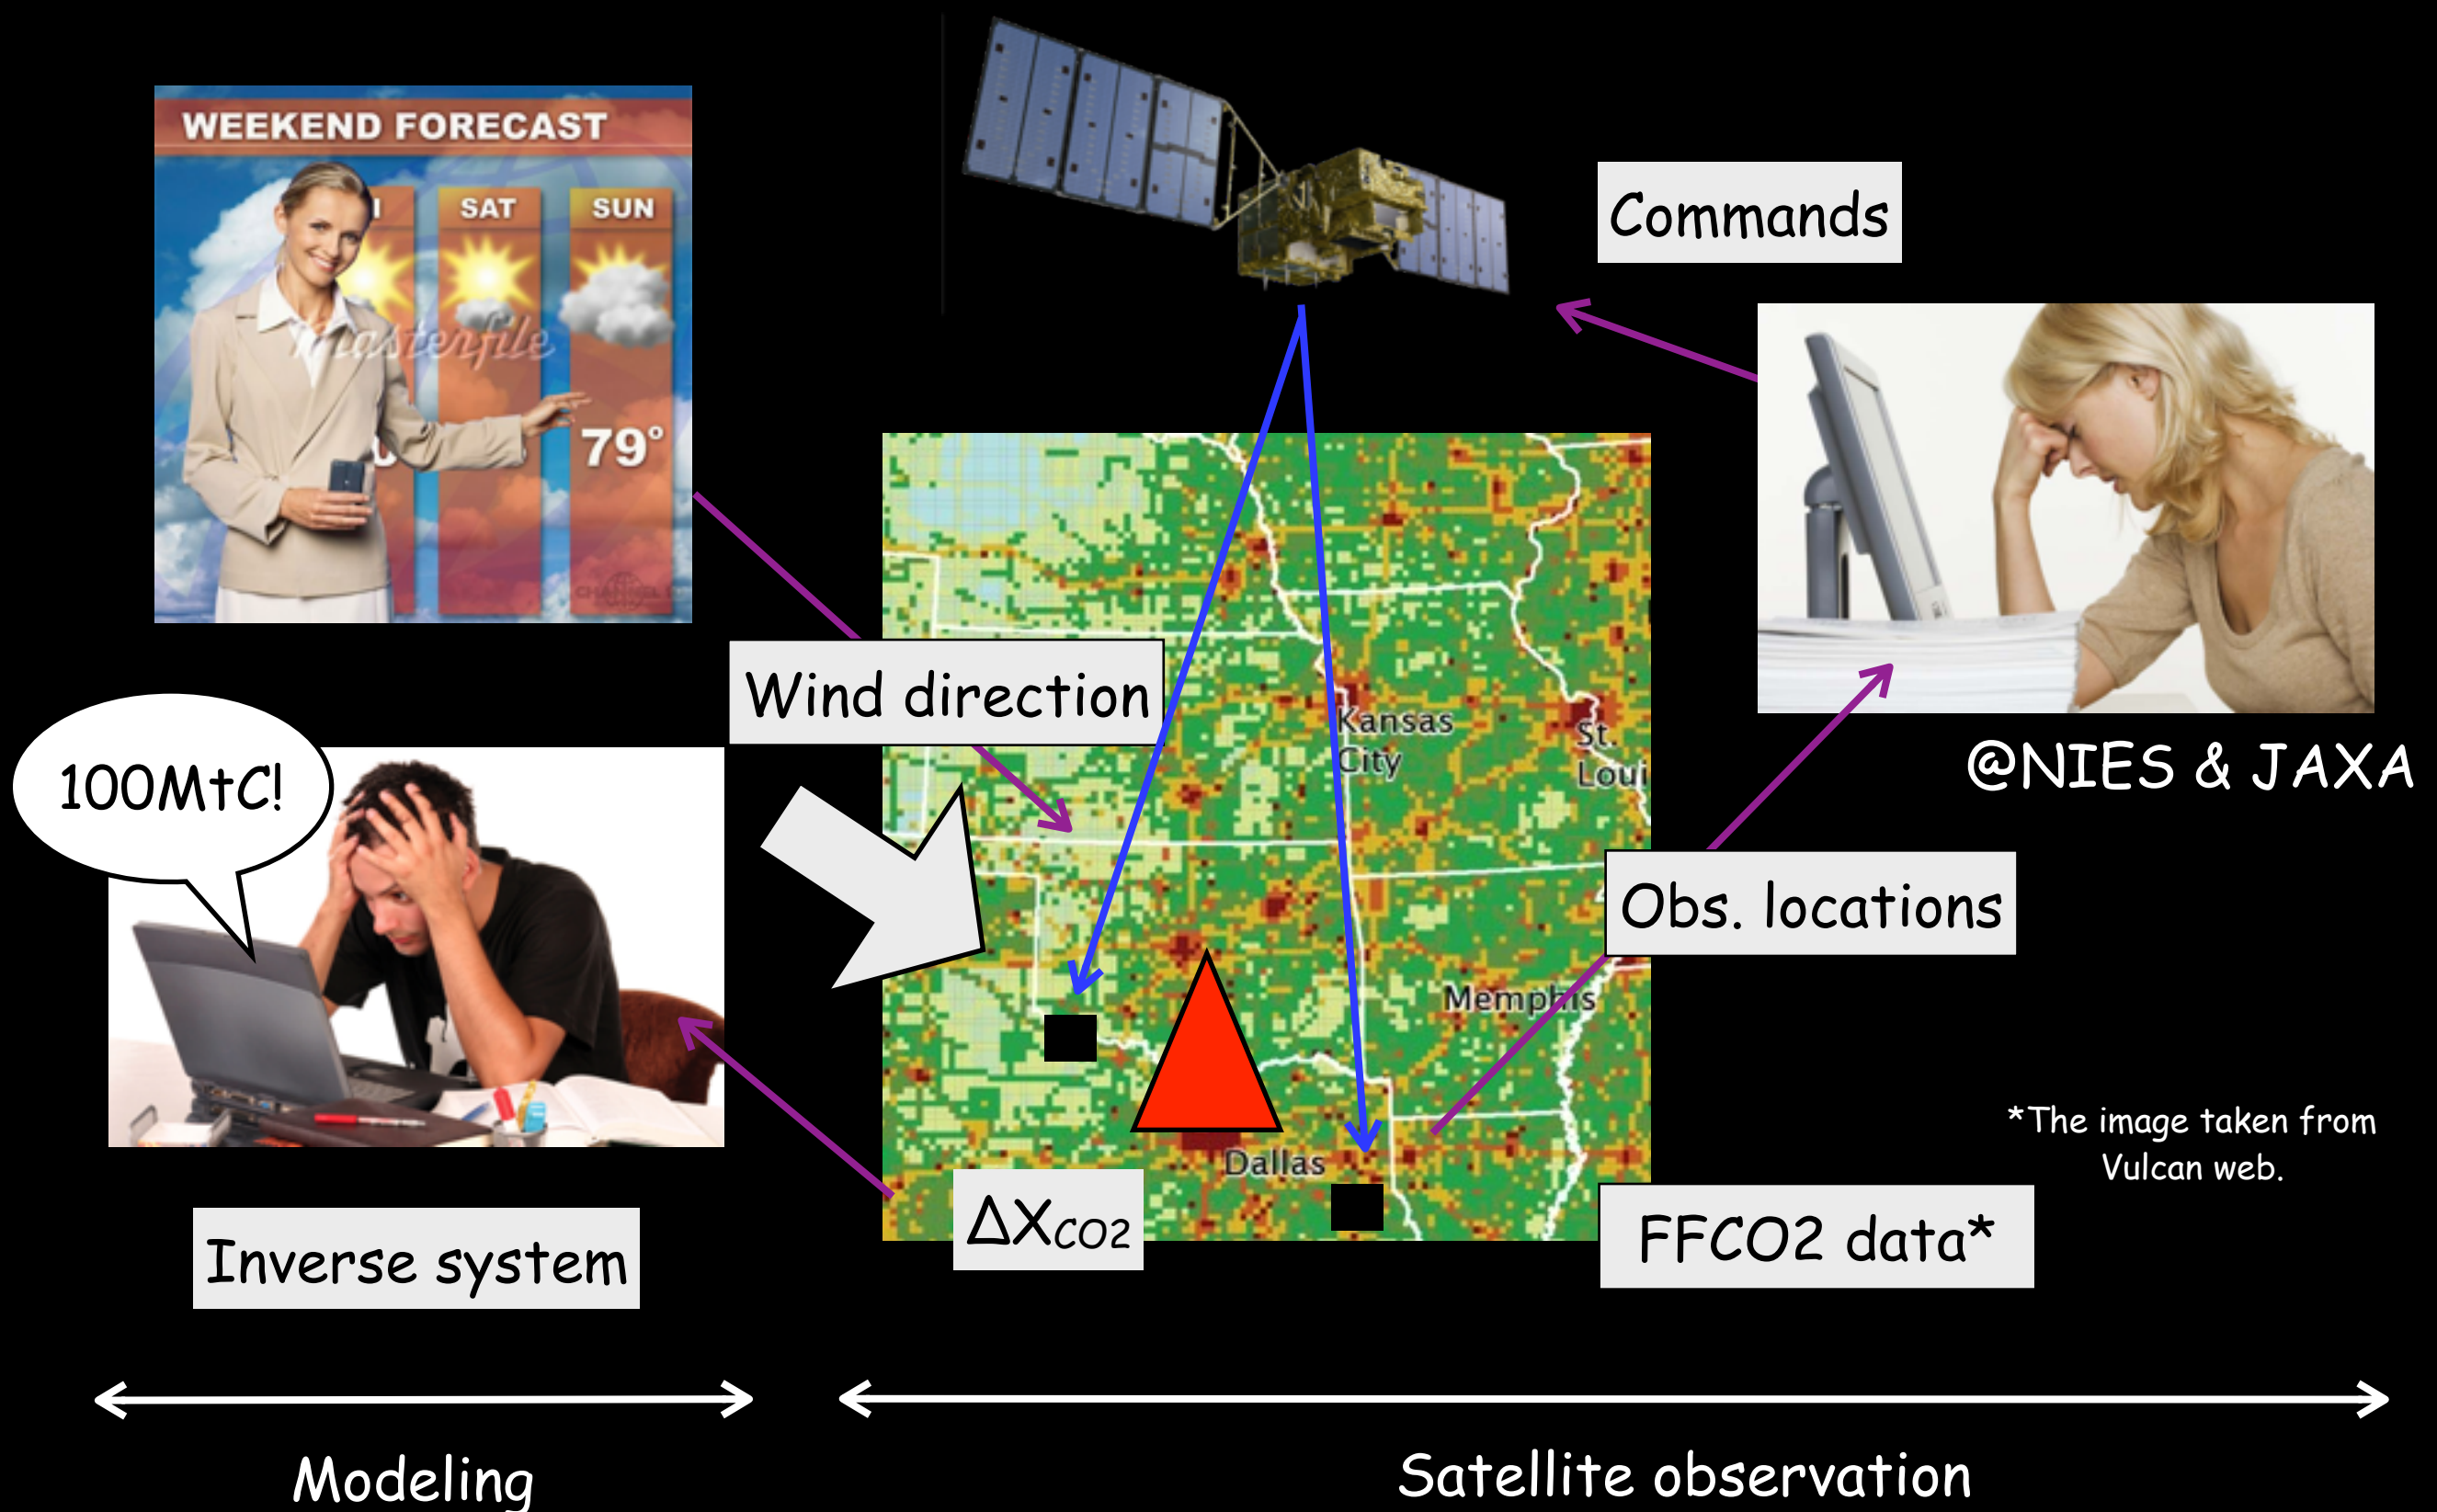 WEEKEND FORECAST
SAT
SUN
79°
Masterfile
Commands
Wind direction
Kansas
City
St.
Loui
@NIES & JAXA
100MtC!
Obs. locations
Memphis
*The image taken from
Vulcan web.
Dallas
ΔXCO2
FFCO2 data*
Inverse system
Modeling
Satellite observation